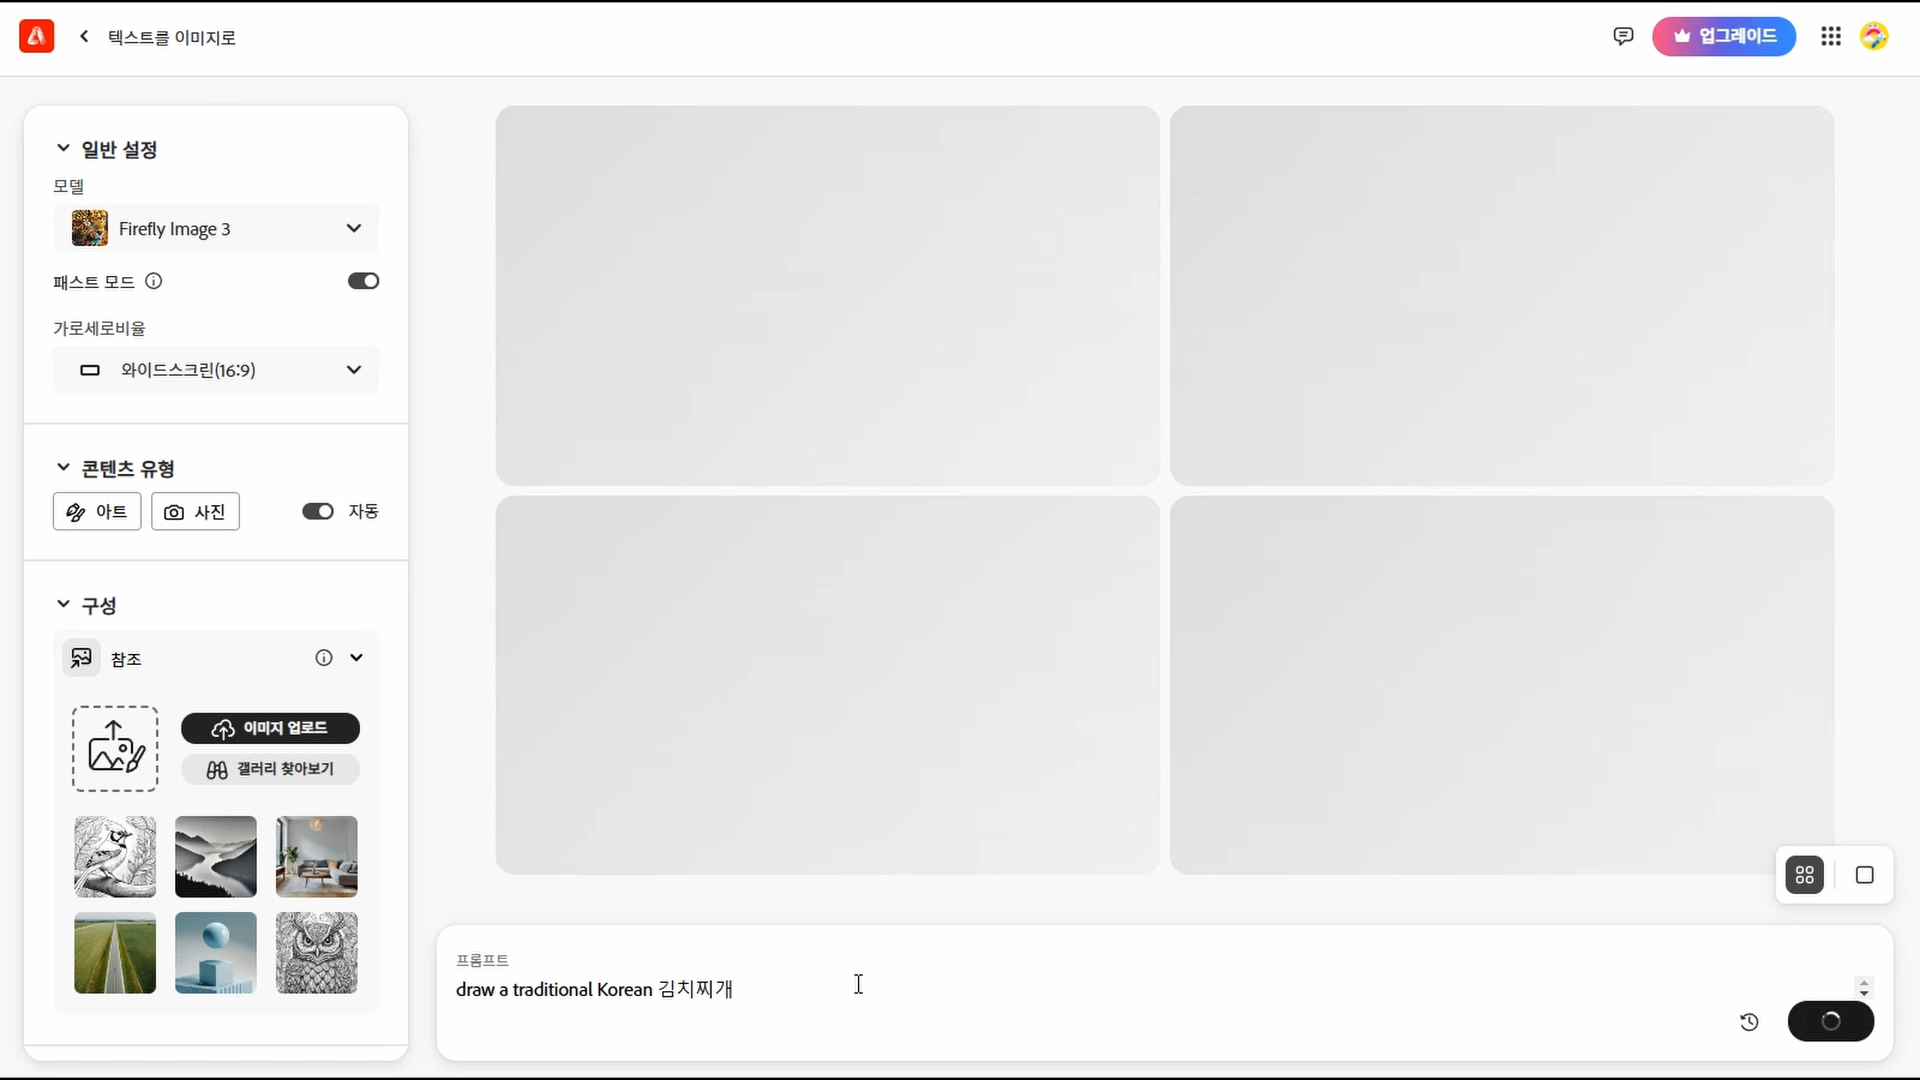 텍스트를 이미지로
업그레이드
일반 설정
모델
Firefly Image 3
패스트 모드
가로세로비율
와이드스크린(16:9)
콘텐츠 유형
아트
사진
자동
구성
참조
이미지 업로드
갤러리 찾아보기
프롬프트
draw a traditional Korean 김치찌개